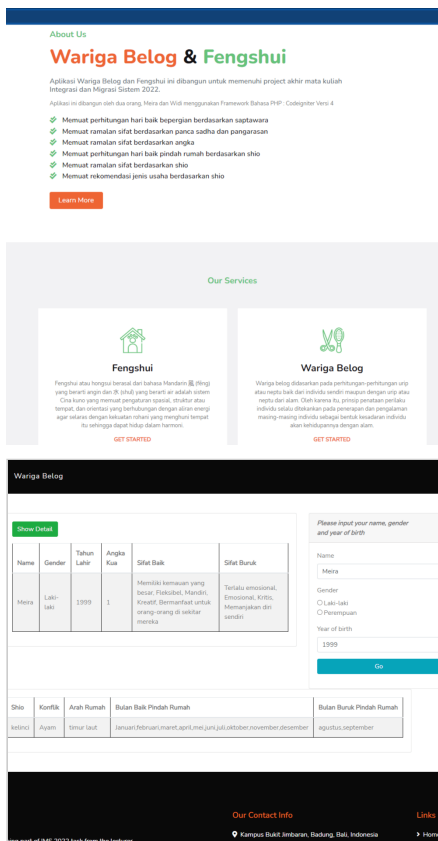 About Us
Wariga Belog & Fengshui
Aplikasi Wariga Belog dan Fengshui ini dibangun untuk memenuhi project akhir mata kuliah
Integrasi dan Migrasi Sistem 2022.
Aplikasi ini dibangun oleh dua orang, Meira dan Widi menggunakan Framework Bahasa PHP : Codeigniter Versi 4
Memuat perhitungan hari baik bepergian berdasarkan saptawara
Memuat ramalan sifat berdasarkan panca sadha dan pangarasan
Memuat ramalan sifat berdasarkan angka
Memuat perhitungan hari baik pindah rumah berdasarkan shio
Memuat ramalan sifat berdasarkan shio
Memuat rekomendasi jenis usaha berdasarkan shio
Learn More
Our Services
Fengshui
Fengshui atau hongsui berasal dari bahasa Mandarin 風 (fēng)
yang berarti angin dan 水 (shuǐ) yang berarti air adalah sistem
Cina kuno yang memuat pengaturan spasial, struktur atau
tempat, dan orientasi yang berhubungan dengan aliran energi
agar selaras dengan kekuatan rohani yang menghuni tempat
itu sehingga dapat hidup dalam harmoni.
GET STARTED
Wariga Belog
Wariga belog didasarkan pada perhitungan-perhitungan urip
atau neptu baik dari individu sendiri maupun dengan urip atau
neptu dari alam. Oleh karena itu, prinsip penataan perilaku
individu selalu ditekankan pada penerapan dan pengalaman
masing-masing individu sebagai bentuk kesadaran individu
akan kehidupannya dengan alam.
GET STARTED
Wariga Belog
Show Detail
Name Gender Tahun Lahir Angka Kua Sifat Baik Sifat Buruk
Meira Laki-laki 1999 1 Memiliki kemauan yang besar, Fleksibel, Mandiri, Kreatif, Bermanfaat untuk orang-orang di sekitar mereka Terlalu emosional, Emosional, Kritis, Memanjakan diri sendiri
Please input your name, gender
and year of birth
Name
Meira
Gender
Laki-laki
Perempuan
Year of birth
1999
Go
Shio Konflik Arah Rumah Bulan Baik Pindah Rumah Bulan Buruk Pindah Rumah
kelinci Ayam timur laut Januari,februari,maret,april,mei,juni,juli,oktober,november,desember agustus,september
Our Contact Info
Links
Kampus Bukit Jimbaran, Badung, Bali, Indonesia
Home
part of IMS 2022 task from the lecturer